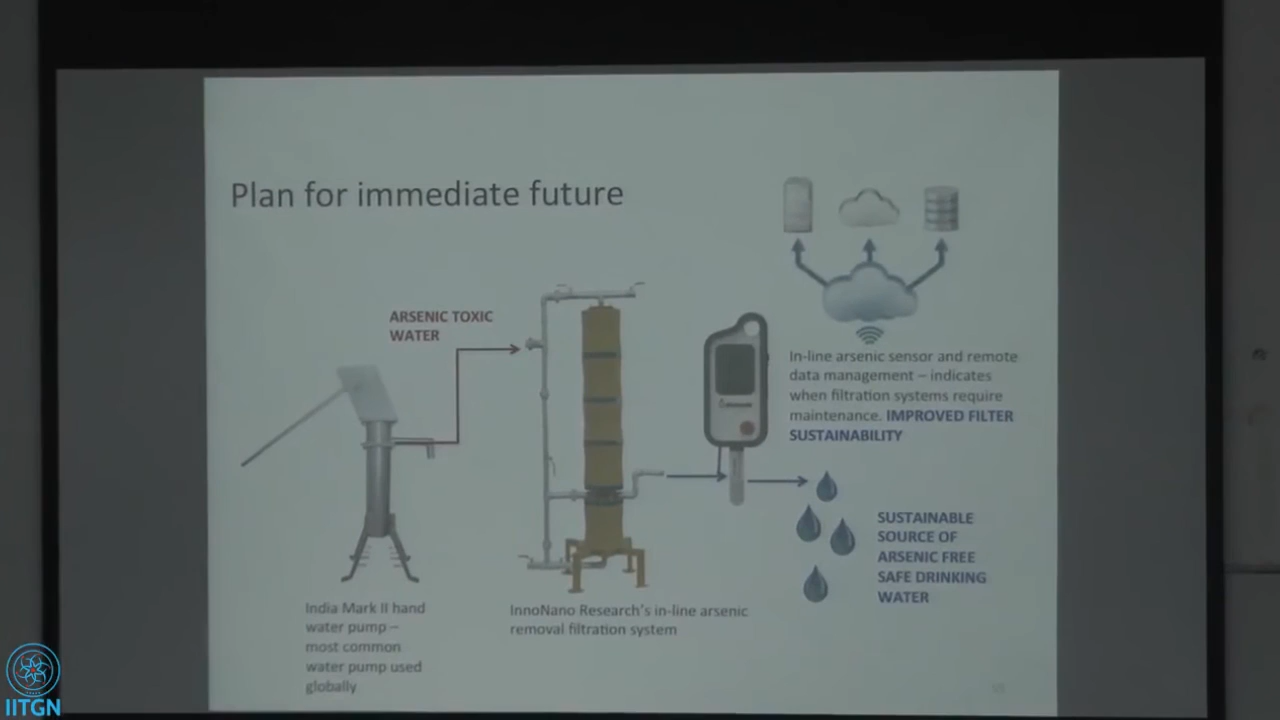 Plan for immediate future
ARSENIC TOXIC
WATER
In-line arsenic sensor and remote
data management – indicates
when filtration systems require
maintenance. IMPROVED FILTER
SUSTAINABILITY
SUSTAINABLE
SOURCE OF
ARSENIC FREE
SAFE DRINKING
WATER
India Mark II hand
water pump –
most common
water pump used
globally
InnoNano Research's in-line arsenic
removal filtration system
IITGN